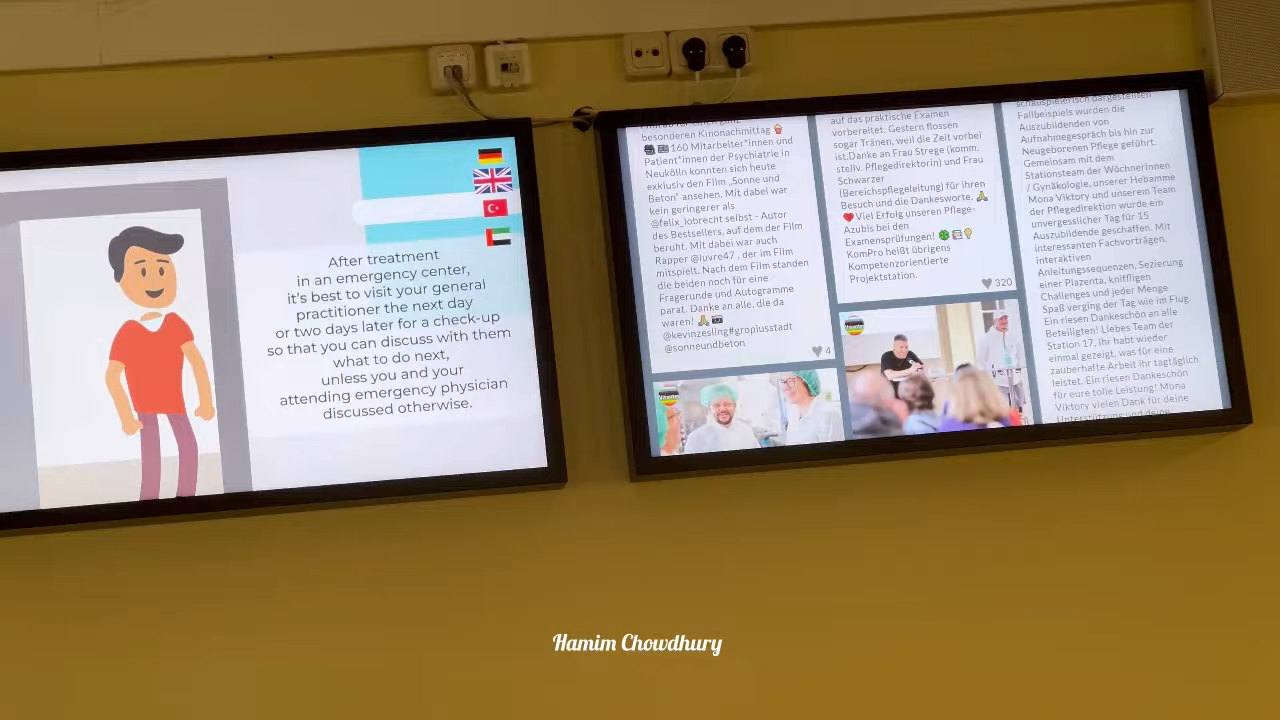 After treatment
in an emergency center,
it's best to visit your general
practitioner the next day
or two days later for a check-up
so that you can discuss with them
what to do next,
unless you and your
attending emergency physician
discussed otherwise.
besonderen Kinonachmittag 🍿
160 Mitarbeiter*innen und
Patient*innen der Psychiatrie in
Neukölln konnten sich heute
exklusiv den Film „Sonne und
Beton" ansehen. Mit dabei war
kein geringerer als
@felix_lobrecht selbst - Autor
des Bestsellers, auf dem der Film
beruht. Mit dabei war auch
Rapper @luvre47 , der im Film
mitspielt. Nach dem Film standen
die beiden noch für eine
Fragerunde und Autogramme
parat. Danke an alle, die da
waren! 🙏📷
@kevinzesling#gropiusstadt
@sonneundbeton
4
auf das praktische Examen
vorbereitet. Gestern flossen
sogar Tränen, weil die Zeit vorbei
ist.Danke an Frau Strege (komm.
stellv. Pflegedirektorin) und Frau
Schwarzer
(Bereichspflegeleitung) für ihren
Besuch und die Dankesworte. 🙏
❤️ Viel Erfolg unseren Pflege-
Azubis bei den
Examensprüfungen! 🍀📚💡
KomPro heißt übrigens
Kompetenzorientierte
Projektstation.
320
Vivantes
Vivantes
schauspielerisch dargestellten
Fallbeispiels wurden die
Auszubildenden von
Aufnahmegespräch bis hin zur
Neugeborenen Pflege geführt.
Gemeinsam mit dem
Stationsteam der Wöchnerinnen
/ Gynäkologie, unserer Hebamme
Mona Viktory und unserem Team
der Pflegedirektion wurde ein
unvergesslicher Tag für 15
Auszubildende geschaffen. Mit
interessanten Fachvorträgen,
interaktiven
Anleitungssequenzen, Sezierung
einer Plazenta, kniffligen
Challenges und jeder Menge
Spaß verging der Tag wie im Flug.
Ein riesen Dankeschön an alle
Beteiligten! Liebes Team der
Station 17, ihr habt wieder
einmal gezeigt, was für eine
zauberhafte Arbeit ihr tagtäglich
leistet. Ein riesen Dankeschön
für eure tolle Leistung! Mona
Viktory vielen Dank für deine
Unterstützung und deine
Hamim Chowdhury